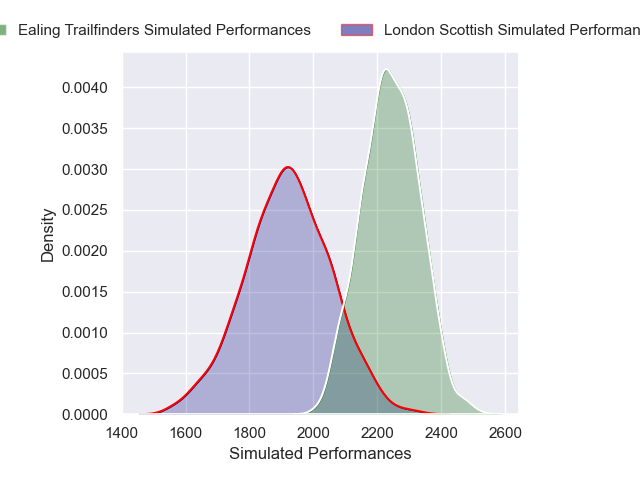 Ealing Trailfinders Simulated Performances
London Scottish Simulated Performan
0.0040
0.0035
0.0030
0.0025
0.0020
0.0015
0.0010
0.0005
0.0000
Density
1400 1600 1800 2000 2200 2400 2600
Simulated Performances